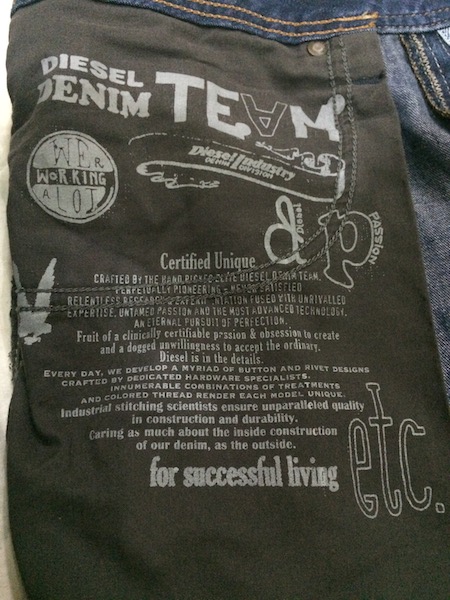 DIESEL
DENIM TEAM
WE R
WORKING
A LOT
Diesel Industry
DENIM DIVISION
d Diesel
p PASSION
Certified Unique
CRAFTED BY THE HAND PICKED ELITE DIESEL DENIM TEAM.
PERPETUALLY PIONEERING - NEVER SATISFIED
RELENTLESS RESEARCH & EXPERIMENTATION FUSED WITH UNRIVALLED
EXPERTISE, UNTAMED PASSION AND THE MOST ADVANCED TECHNOLOGY,
AN ETERNAL PURSUIT OF PERFECTION.
Fruit of a clinically certifiable passion & obsession to create
and a dogged unwillingness to accept the ordinary.
Diesel is in the details.
EVERY DAY, WE DEVELOP A MYRIAD OF BUTTON AND RIVET DESIGNS
CRAFTED BY DEDICATED HARDWARE SPECIALISTS.
INNUMERABLE COMBINATIONS OF TREATMENTS
AND COLORED THREAD RENDER EACH MODEL UNIQUE.
Industrial stitching scientists ensure unparalleled quality
in construction and durability.
Caring as much about the inside construction
of our denim, as the outside.
for successful living
etc.